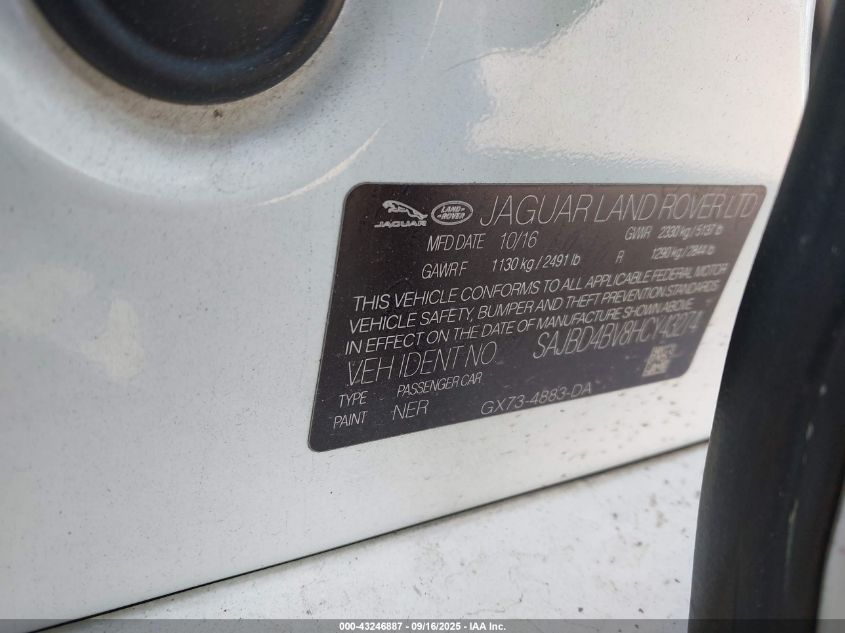 JAGUAR LAND ROVER JAGUAR LAND ROVER LTD
MFD DATE 10/16 GVWR 2330 kg / 5137 lb
GAWR F 1130 kg / 2491 lb R 1290 kg / 2844 lb
THIS VEHICLE CONFORMS TO ALL APPLICABLE FEDERAL MOTOR
VEHICLE SAFETY, BUMPER AND THEFT PREVENTION STANDARDS
IN EFFECT ON THE DATE OF MANUFACTURE SHOWN ABOVE.
VEH IDENT NO SAJBD4BV8HCY43274
TYPE PASSENGER CAR
PAINT NER GX73-4883-DA
000-43246887 - 09/16/2025 - IAA Inc.